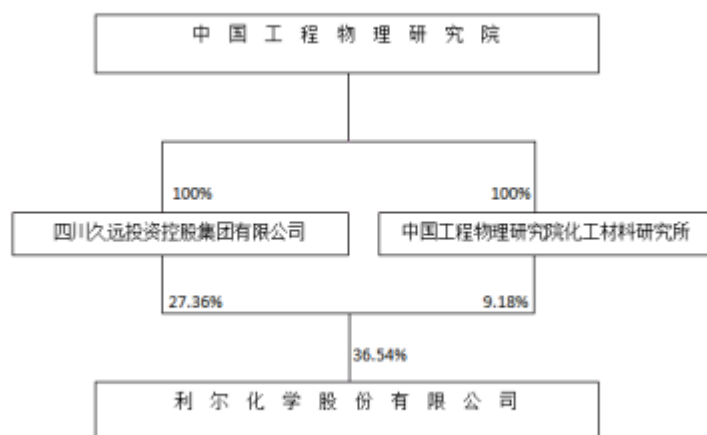 中国工程物理研究院
100%
100%
四川久远投资控股集团有限公司
中国工程物理研究院化工材料研究所
27.36%
9.18%
36.54%
利尔化学股份有限公司